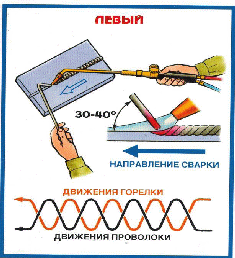 ЛЕВЫЙ
30-40°
НАПРАВЛЕНИЕ СВАРКИ
ДВИЖЕНИЯ ГОРЕЛКИ
ДВИЖЕНИЯ ПРОВОЛОКИ